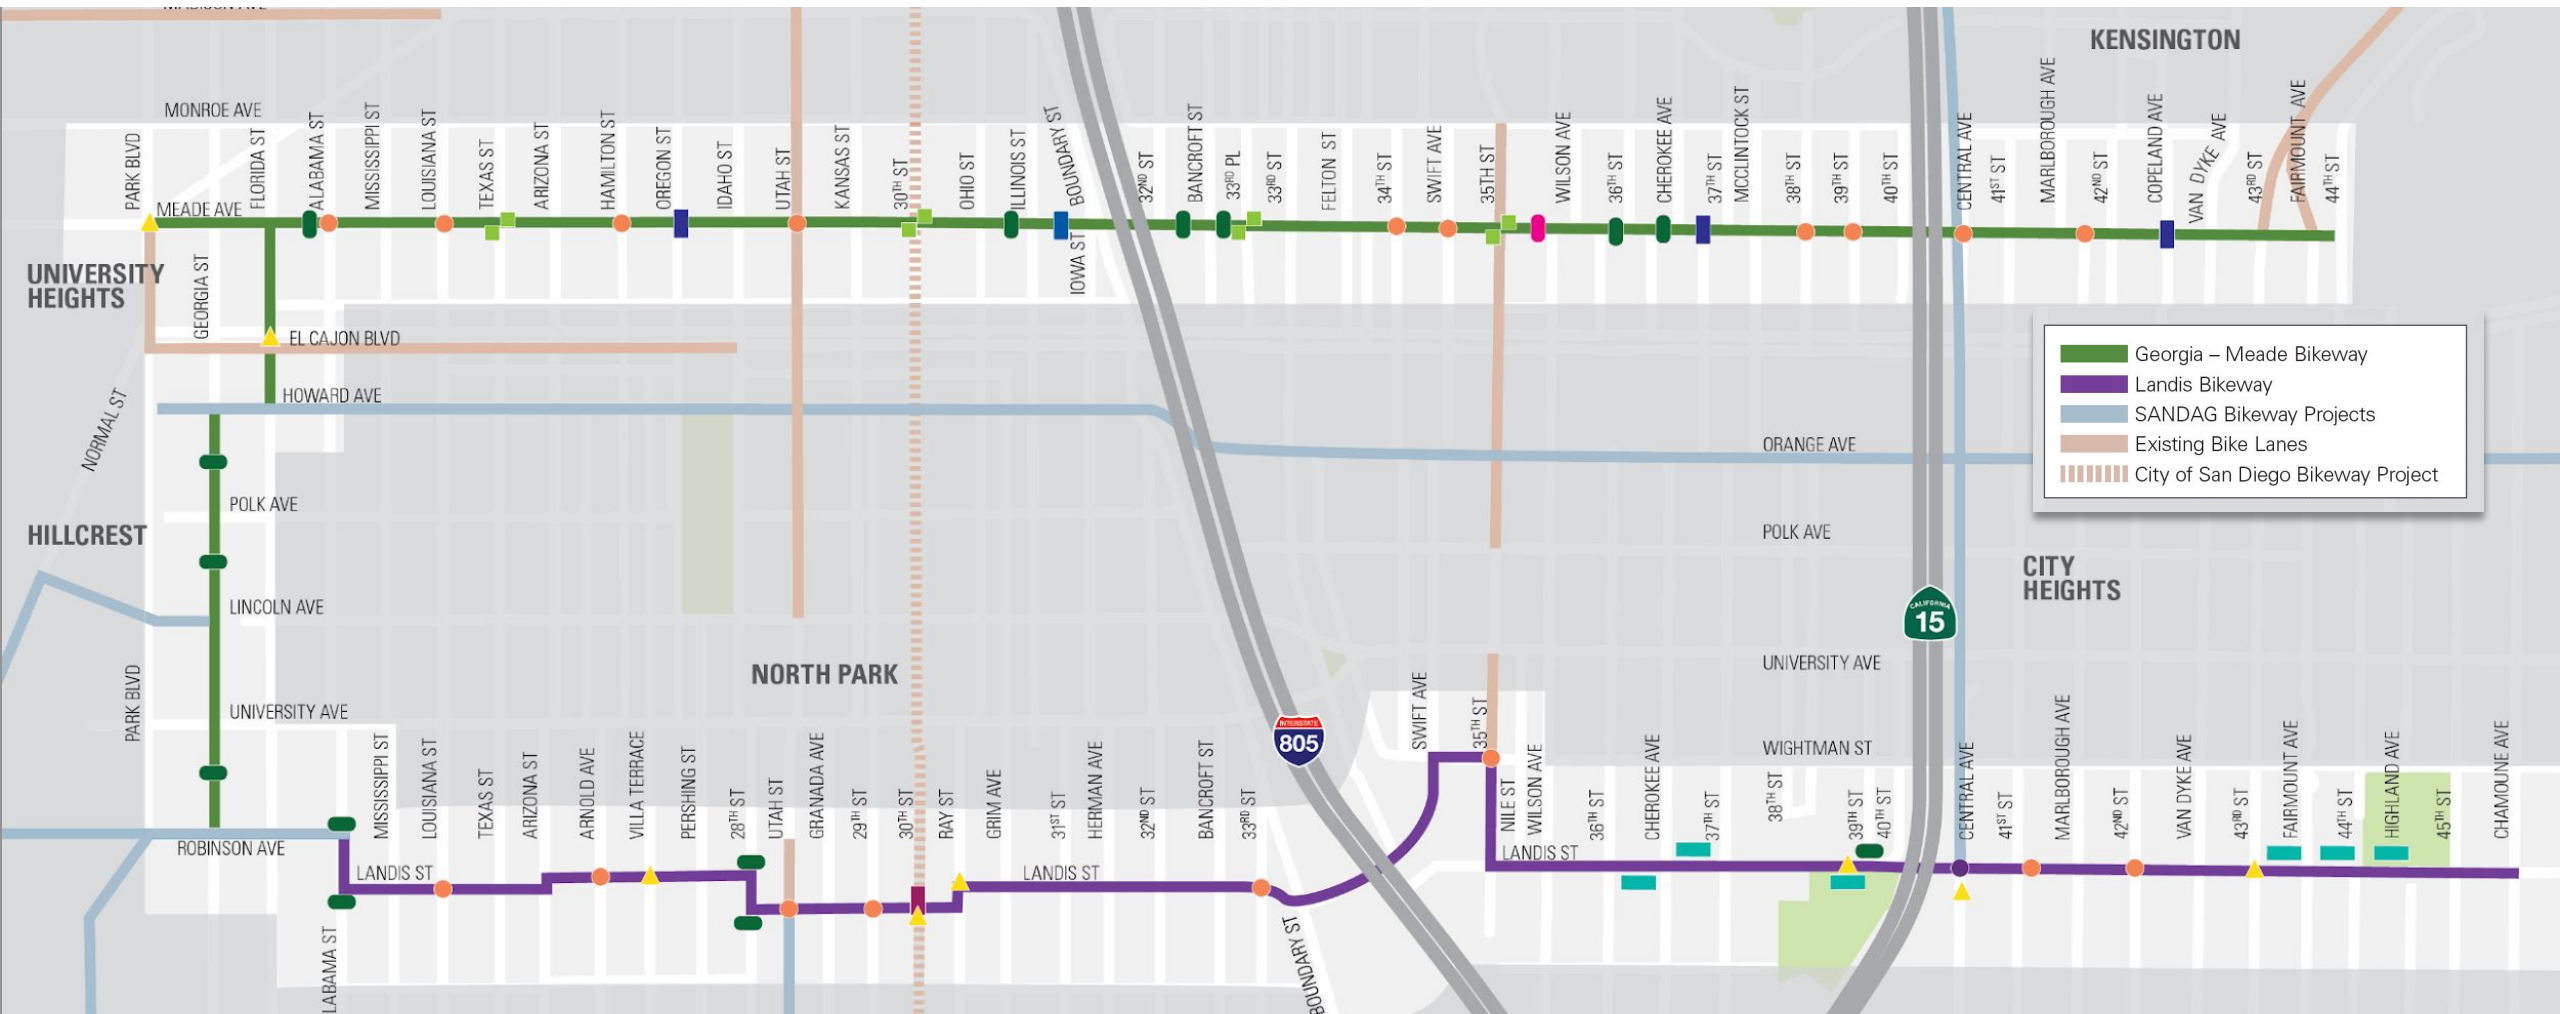 MADISON AVE
KENSINGTON
MONROE AVE
PARK BLVD
FLORIDA ST
ALABAMA ST
MISSISSIPPI ST
LOUISIANA ST
TEXAS ST
ARIZONA ST
HAMILTON ST
OREGON ST
IDAHO ST
UTAH ST
KANSAS ST
30TH ST
OHIO ST
ILLINOIS ST
BOUNDARY ST
32ND ST
BANCROFT ST
33RD PL
33RD ST
FELTON ST
34TH ST
SWIFT AVE
35TH ST
WILSON AVE
36TH ST
CHEROKEE AVE
37TH ST
MCCLINTOCK ST
38TH ST
39TH ST
40TH ST
CENTRAL AVE
41ST ST
MARLBOROUGH AVE
42ND ST
COPELAND AVE
VAN DYKE AVE
43RD ST
FAIRMOUNT AVE
44TH ST
MEADE AVE
IOWA ST
UNIVERSITY
HEIGHTS
GEORGIA ST
EL CAJON BLVD
HOWARD AVE
NORMAL ST
Georgia – Meade Bikeway
Landis Bikeway
SANDAG Bikeway Projects
Existing Bike Lanes
City of San Diego Bikeway Project
ORANGE AVE
POLK AVE
HILLCREST
POLK AVE
CITY
HEIGHTS
LINCOLN AVE
CALIFORNIA
15
NORTH PARK
UNIVERSITY AVE
PARK BLVD
UNIVERSITY AVE
INTERSTATE
805
WIGHTMAN ST
MISSISSIPPI ST
LOUISIANA ST
TEXAS ST
ARIZONA ST
ARNOLD AVE
VILLA TERRACE
PERSHING ST
28TH ST
UTAH ST
GRANADA AVE
29TH ST
30TH ST
RAY ST
GRIM AVE
31ST ST
HERMAN AVE
32ND ST
BANCROFT ST
33RD ST
SWIFT AVE
35TH ST
NILE ST
WILSON AVE
36TH ST
CHEROKEE AVE
37TH ST
38TH ST
39TH ST
40TH ST
CENTRAL AVE
41ST ST
MARLBOROUGH AVE
42ND ST
VAN DYKE AVE
43RD ST
FAIRMOUNT AVE
44TH ST
HIGHLAND AVE
45TH ST
CHAMOUNE AVE
ROBINSON AVE
LANDIS ST
LANDIS ST
LANDIS ST
LABAMA ST
BOUNDARY ST